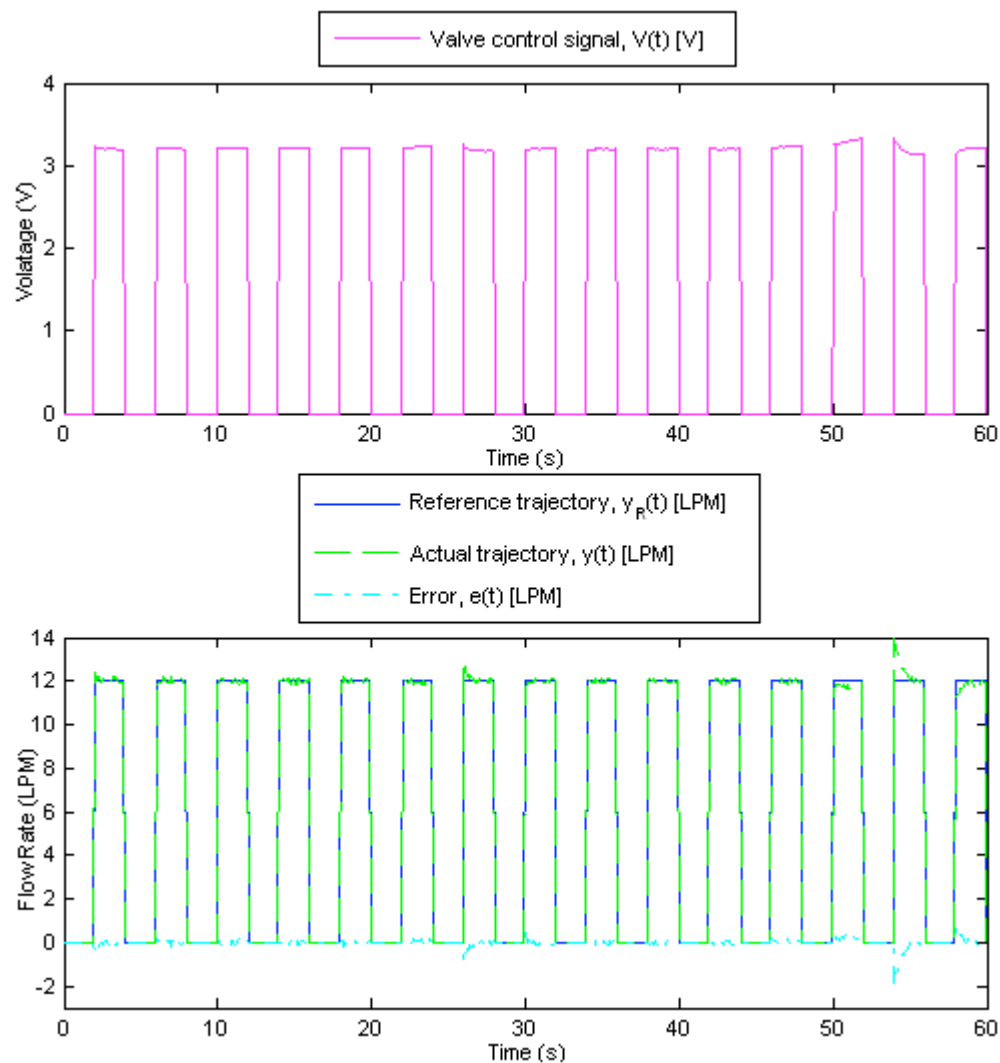 Valve control signal, V(t) [V]
4
3
2
1
0
Volatage (V)
0 10 20 30 40 50 60
Time (s)
Reference trajectory, y_R(t) [LPM]
Actual trajectory, y(t) [LPM]
Error, e(t) [LPM]
14
12
10
8
6
4
2
0
-2
Flow Rate (LPM)
0 10 20 30 40 50 60
Time (s)